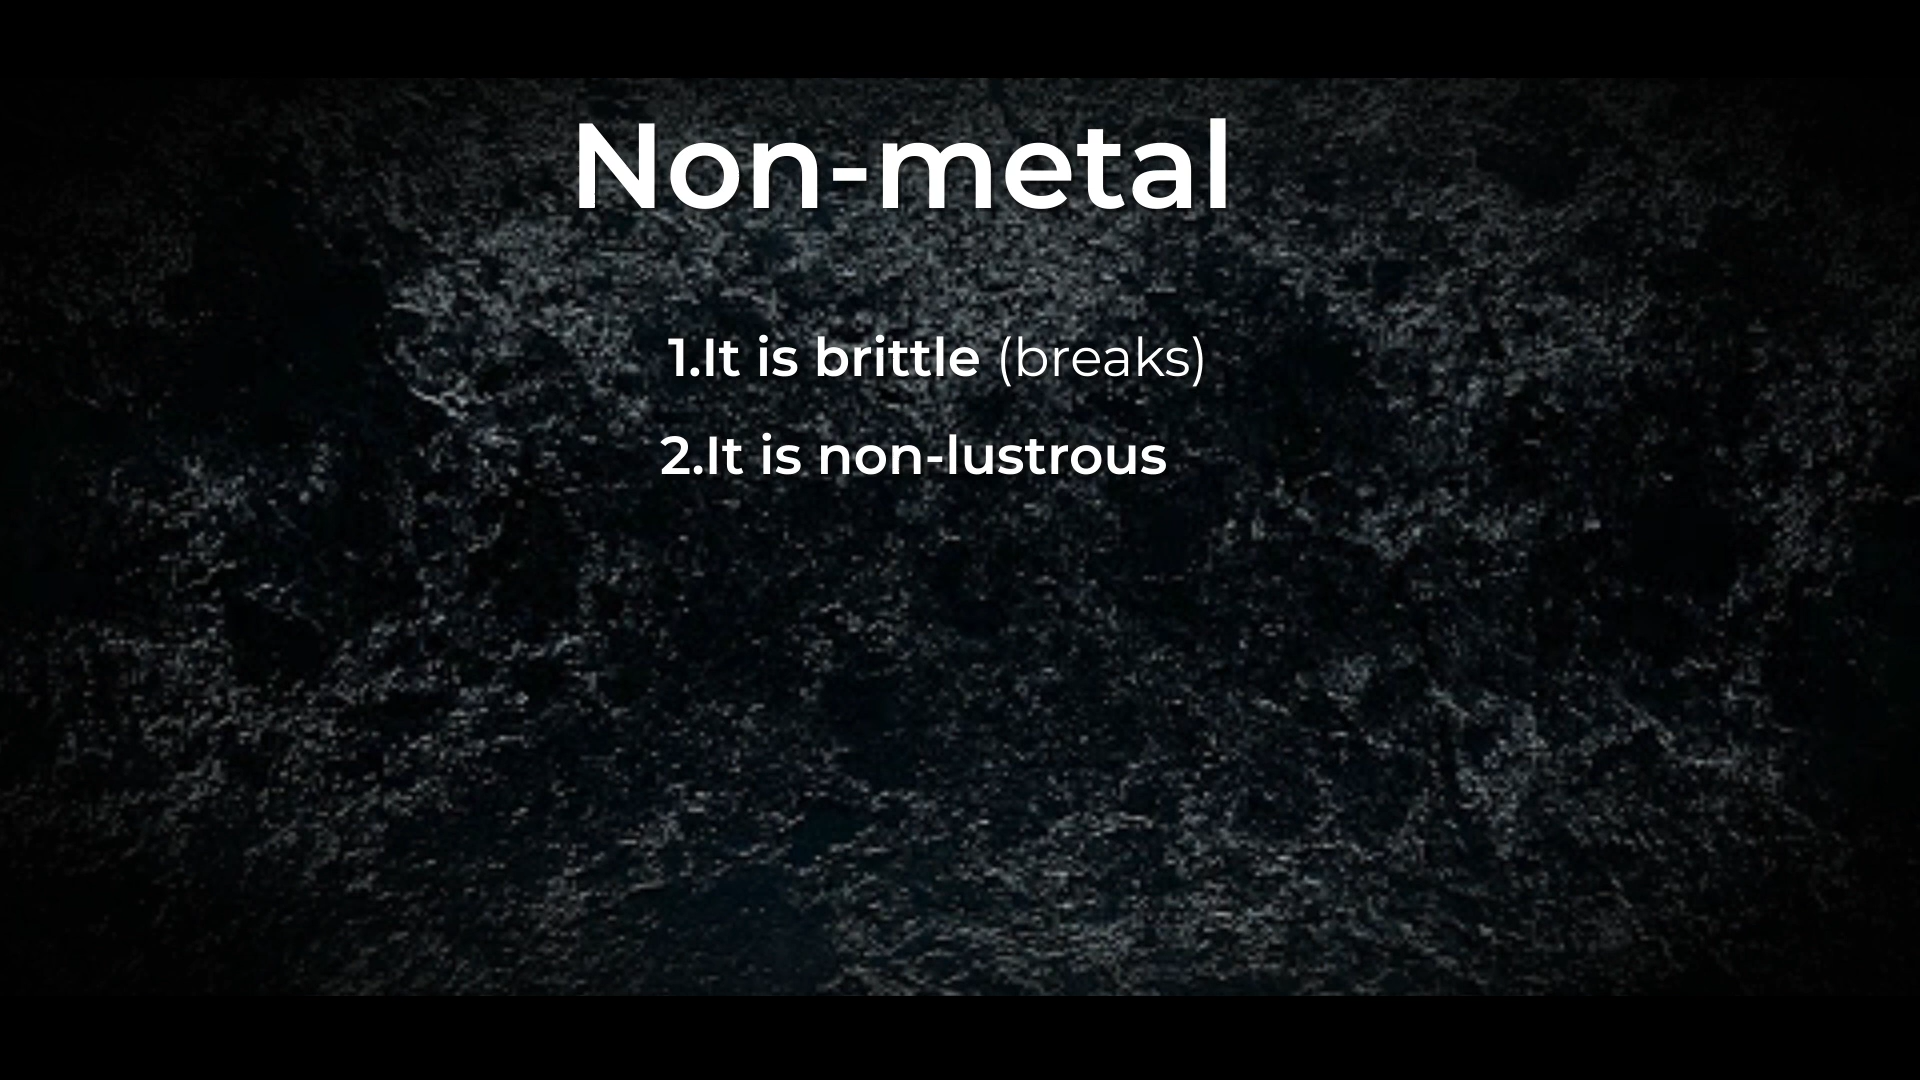 Non-metal
1.It is brittle (breaks)
2.It is non-lustrous